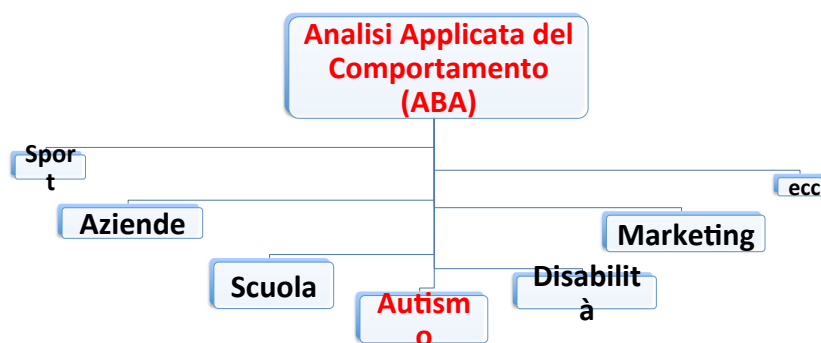 Analisi Applicata del
Comportamento
(ABA)
Spor
t
ecc
Aziende
Marketing
Scuola
Disabilit
à
Autism
o